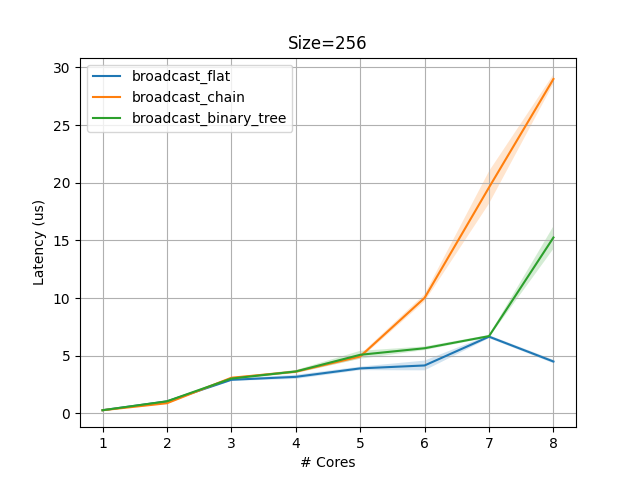 Size=256
broadcast_flat
broadcast_chain
broadcast_binary_tree
Latency (us)
30
25
20
15
10
5
0
1 2 3 4 5 6 7 8
# Cores